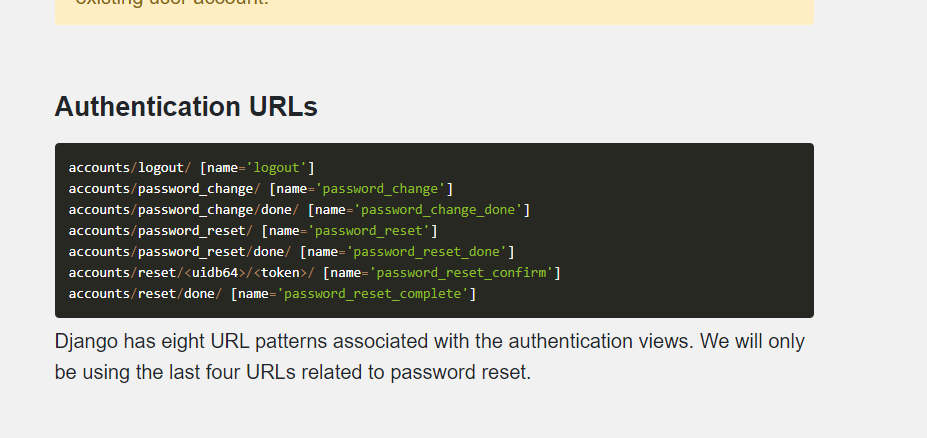 existing user account.
Authentication URLs
accounts/logout/ [name='logout']
accounts/password_change/ [name='password_change']
accounts/password_change/done/ [name='password_change_done']
accounts/password_reset/ [name='password_reset']
accounts/password_reset/done/ [name='password_reset_done']
accounts/reset/<uidb64>/<token>/ [name='password_reset_confirm']
accounts/reset/done/ [name='password_reset_complete']
Django has eight URL patterns associated with the authentication views. We will only
be using the last four URLs related to password reset.